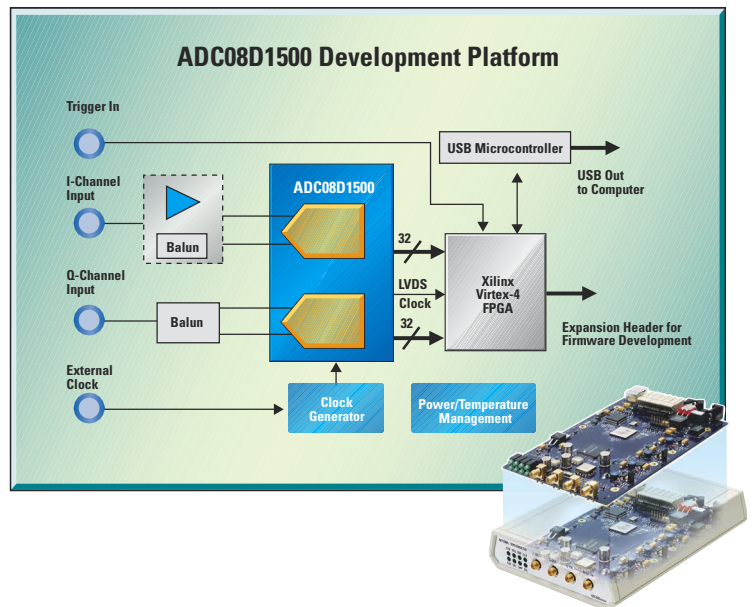 ADC08D1500 Development Platform
Trigger In
I-Channel
Input
Balun
Q-Channel
Input
Balun
External
Clock
ADC08D1500
32
LVDS
Clock
32
Clock
Generator
Power/Temperature
Management
USB Microcontroller
USB Out
to Computer
Xilinx
Virtex-4
FPGA
Expansion Header for
Firmware Development